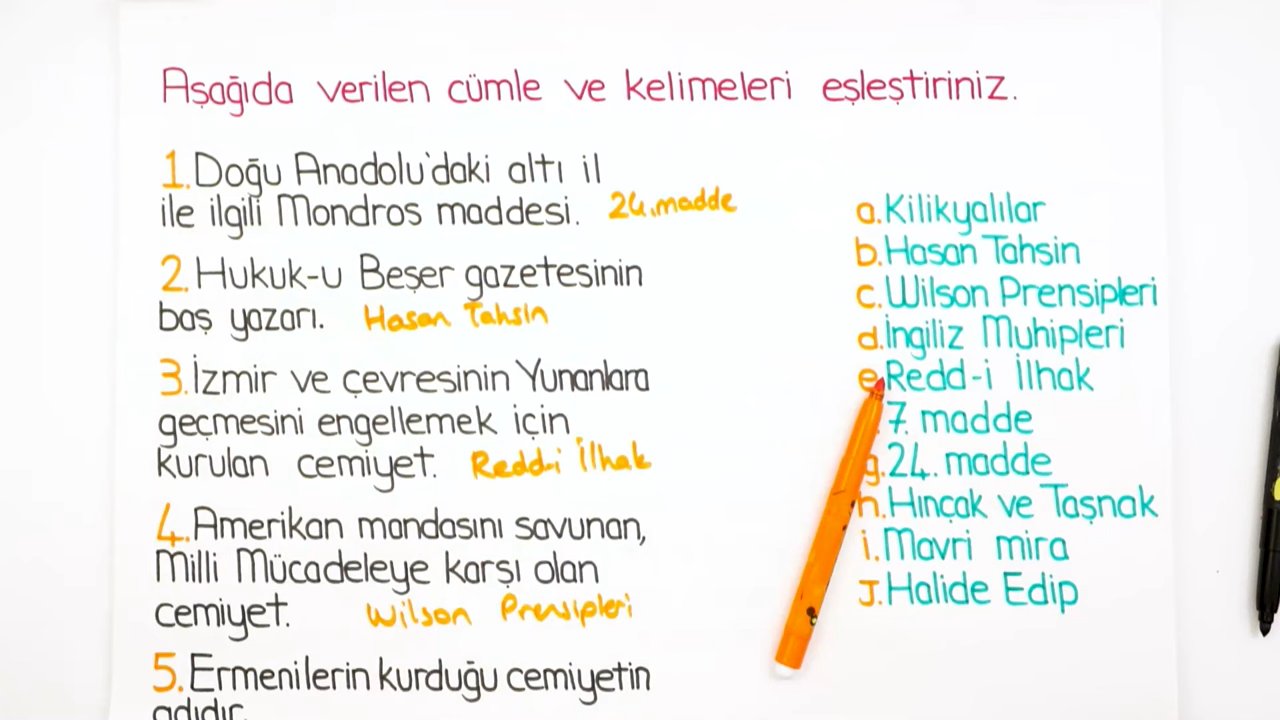 Aşağıda verilen cümle ve kelimeleri eşleştiriniz.
1. Doğu Anadolu'daki altı il
ile ilgili Mondros maddesi. 24. madde
2. Hukuk-u Beşer gazetesinin
baş yazarı. Hasan Tahsin
3. İzmir ve çevresinin Yunanlara
geçmesini engellemek için
kurulan cemiyet. Redd-i İlhak
4. Amerikan mandasını savunan,
Milli Mücadeleye karşı olan
cemiyet. Wilson Prensipleri
5. Ermenilerin kurduğu cemiyetin
adıdır.
a. Kilikyalılar
b. Hasan Tahsin
c. Wilson Prensipleri
d. İngiliz Muhipleri
e. Redd-i İlhak
7. madde
g. 24. madde
h. Hınçak ve Taşnak
i. Mavri mira
J. Halide Edip